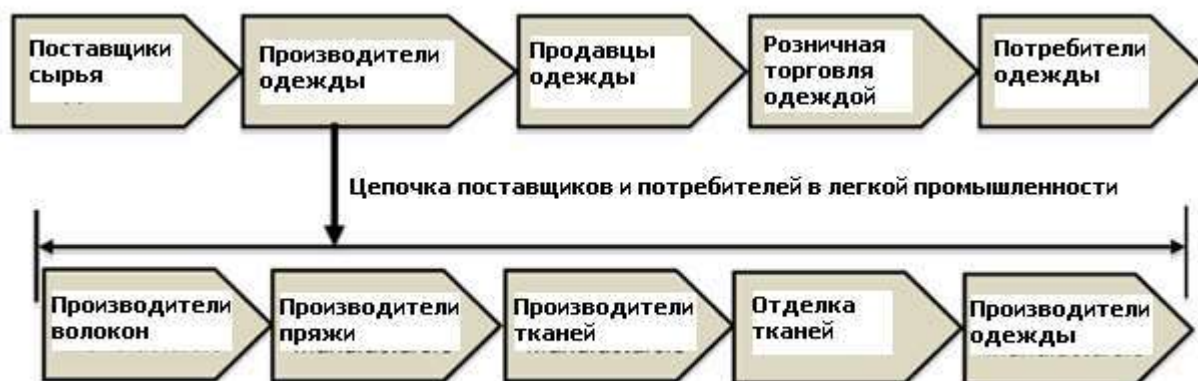 Поставщики
сырья
Производители
одежды
Продавцы
одежды
Розничная
торговля
одеждой
Потребители
одежды
Цепочка поставщиков и потребителей в легкой промышленности
Производители
волокон
Производители
пряжи
Производители
тканей
Отделка
тканей
Производители
одежды